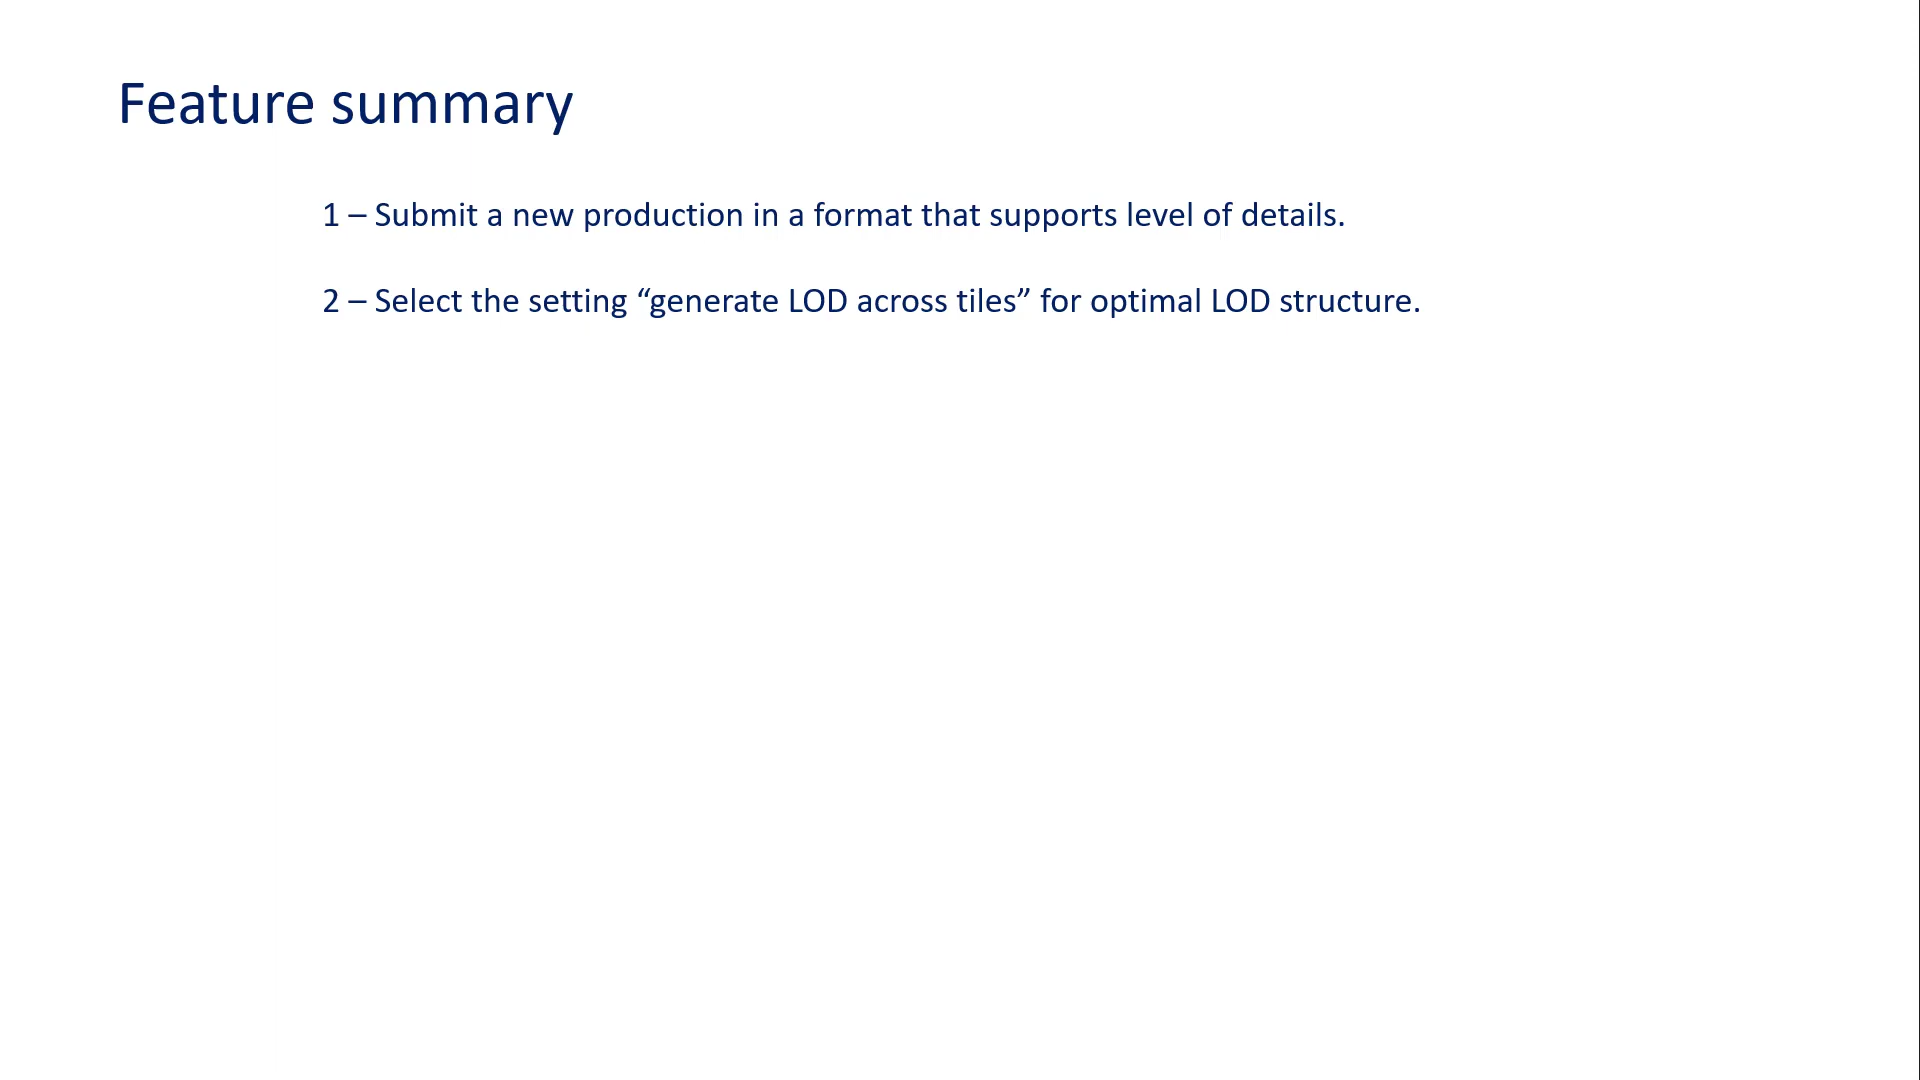 Feature summary
1 – Submit a new production in a format that supports level of details.
2 – Select the setting “generate LOD across tiles” for optimal LOD structure.